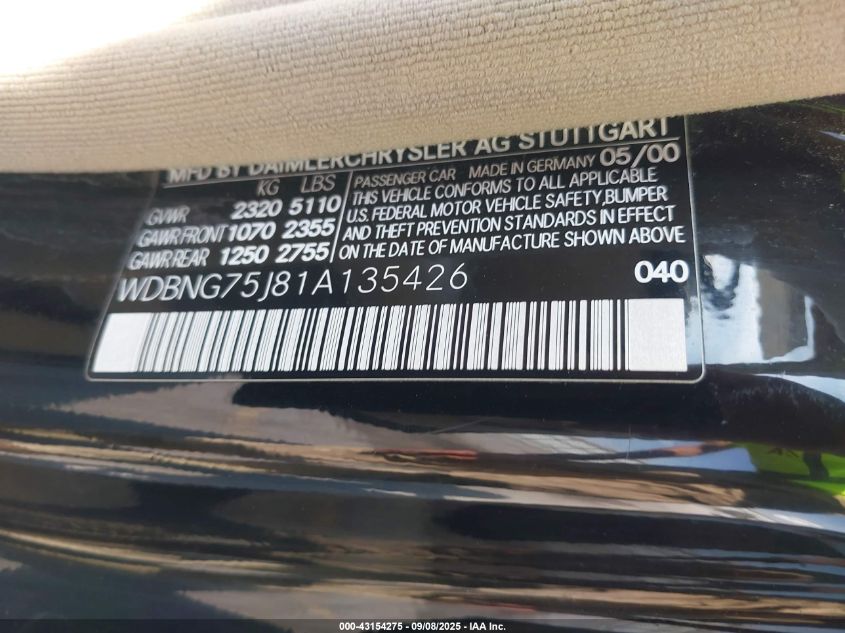 MFD BY DAIMLERCHRYSLER AG STUTTGART
KG LBS
GVWR 2320 5110
GAWR FRONT 1070 2355
GAWR REAR 1250 2755
PASSENGER CAR MADE IN GERMANY 05/00
THIS VEHICLE CONFORMS TO ALL APPLICABLE
U.S. FEDERAL MOTOR VEHICLE SAFETY, BUMPER
AND THEFT PREVENTION STANDARDS IN EFFECT
ON THE DATE OF MANUFACTURE SHOWN ABOVE
WDBNG75J81A135426 040
000-43154275 - 09/08/2025 - IAA Inc.